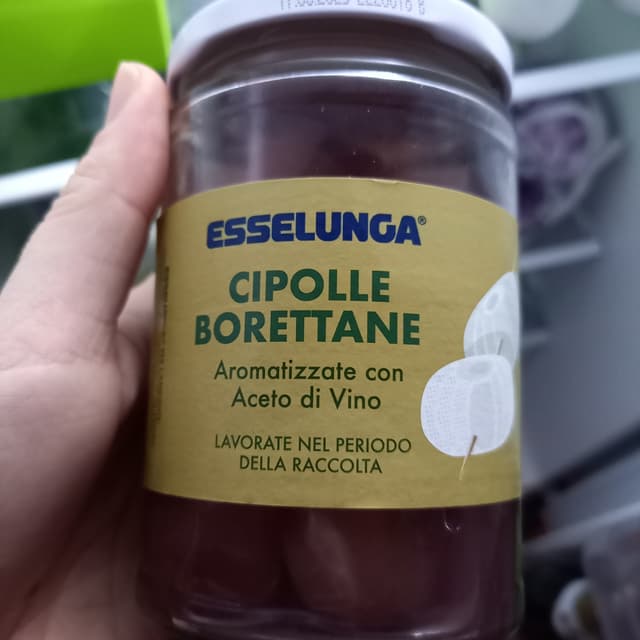 ESSELUNGA®
CIPOLLE
BORETTANE
Aromatizzate con
Aceto di Vino
LAVORATE NEL PERIODO
DELLA RACCOLTA